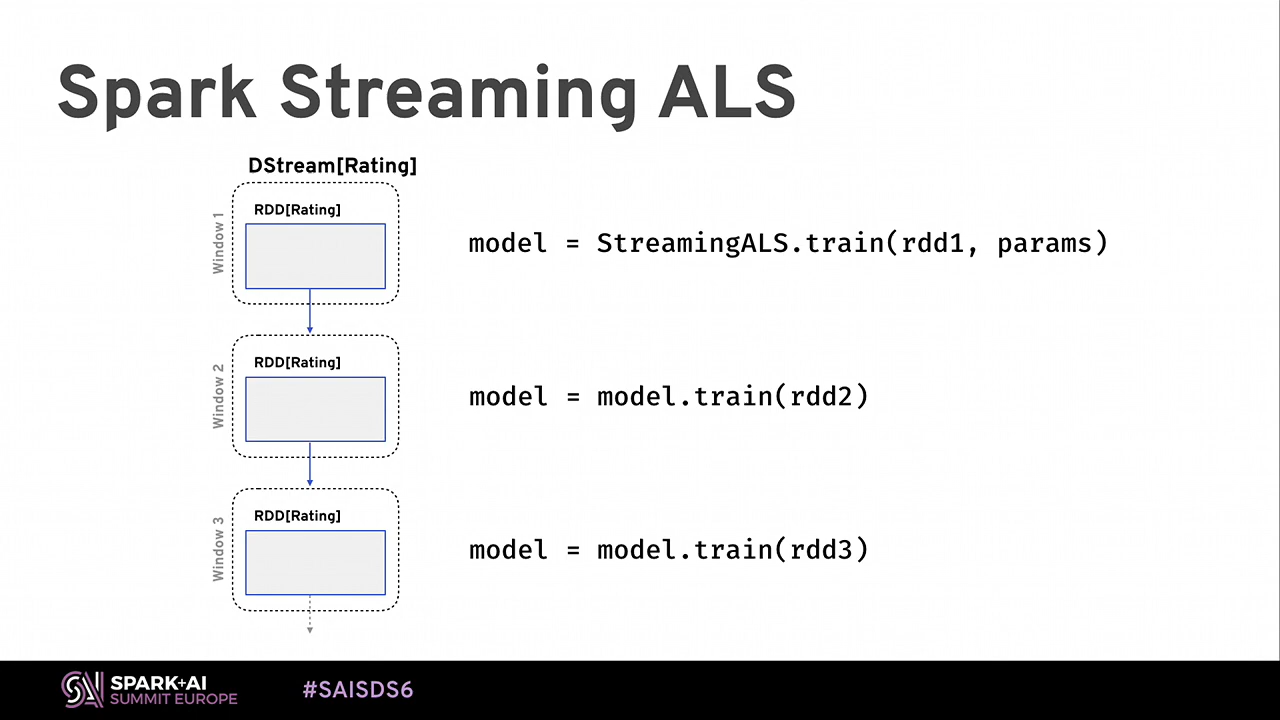 Spark Streaming ALS
DStream[Rating]
Window 1
RDD[Rating]
model = StreamingALS.train(rdd1, params)
Window 2
RDD[Rating]
model = model.train(rdd2)
Window 3
RDD[Rating]
model = model.train(rdd3)
SAI
SPARK+AI
SUMMIT EUROPE
#SAISDS6